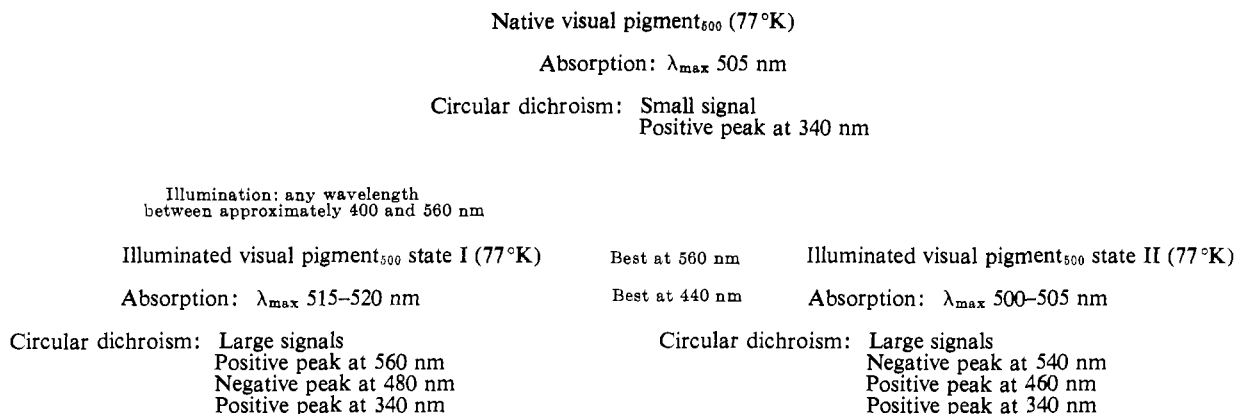 Native visual pigment₅₀₀ (77°K)
Absorption: λmax 505 nm
Circular dichroism: Small signal
Positive peak at 340 nm
Illumination: any wavelength
between approximately 400 and 560 nm
Illuminated visual pigment₅₀₀ state I (77°K)
Best at 560 nm
Illuminated visual pigment₅₀₀ state II (77°K)
Absorption: λmax 515–520 nm
Best at 440 nm
Absorption: λmax 500–505 nm
Circular dichroism: Large signals
Positive peak at 560 nm
Negative peak at 480 nm
Positive peak at 340 nm
Circular dichroism: Large signals
Negative peak at 540 nm
Positive peak at 460 nm
Positive peak at 340 nm